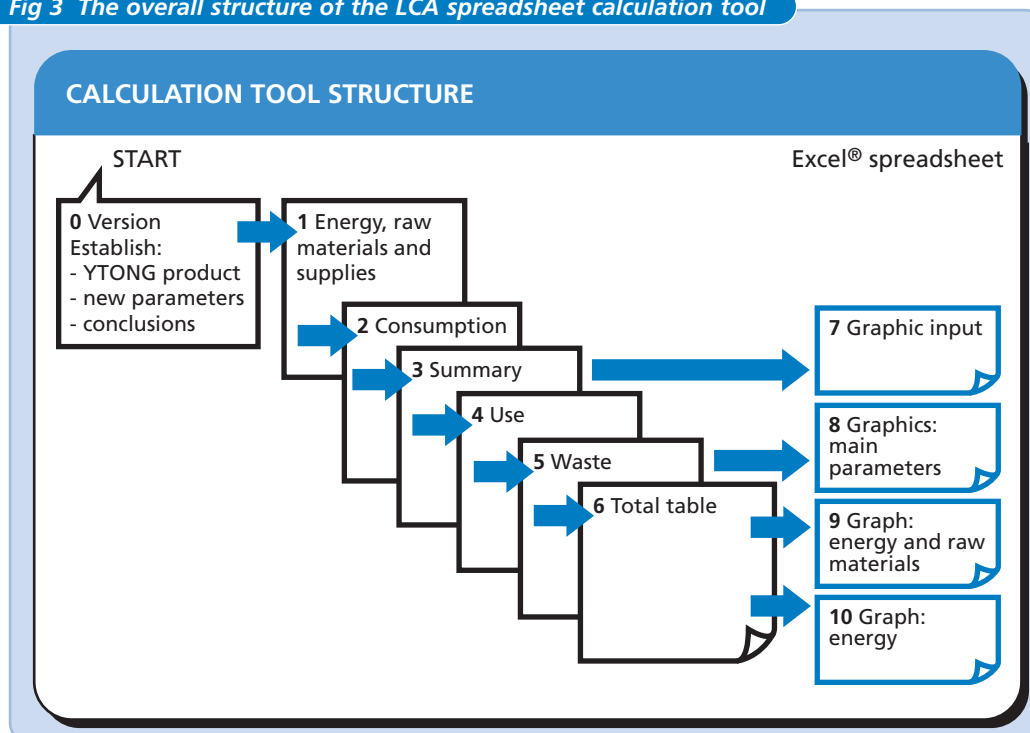 Fig 3 The overall structure of the LCA spreadsheet calculation tool
CALCULATION TOOL STRUCTURE
START
Excel® spreadsheet
0 Version
Establish:
- YTONG product
- new parameters
- conclusions
1 Energy, raw
materials and
supplies
2 Consumption
3 Summary
4 Use
5 Waste
6 Total table
7 Graphic input
8 Graphics:
main
parameters
9 Graph:
energy and raw
materials
10 Graph:
energy